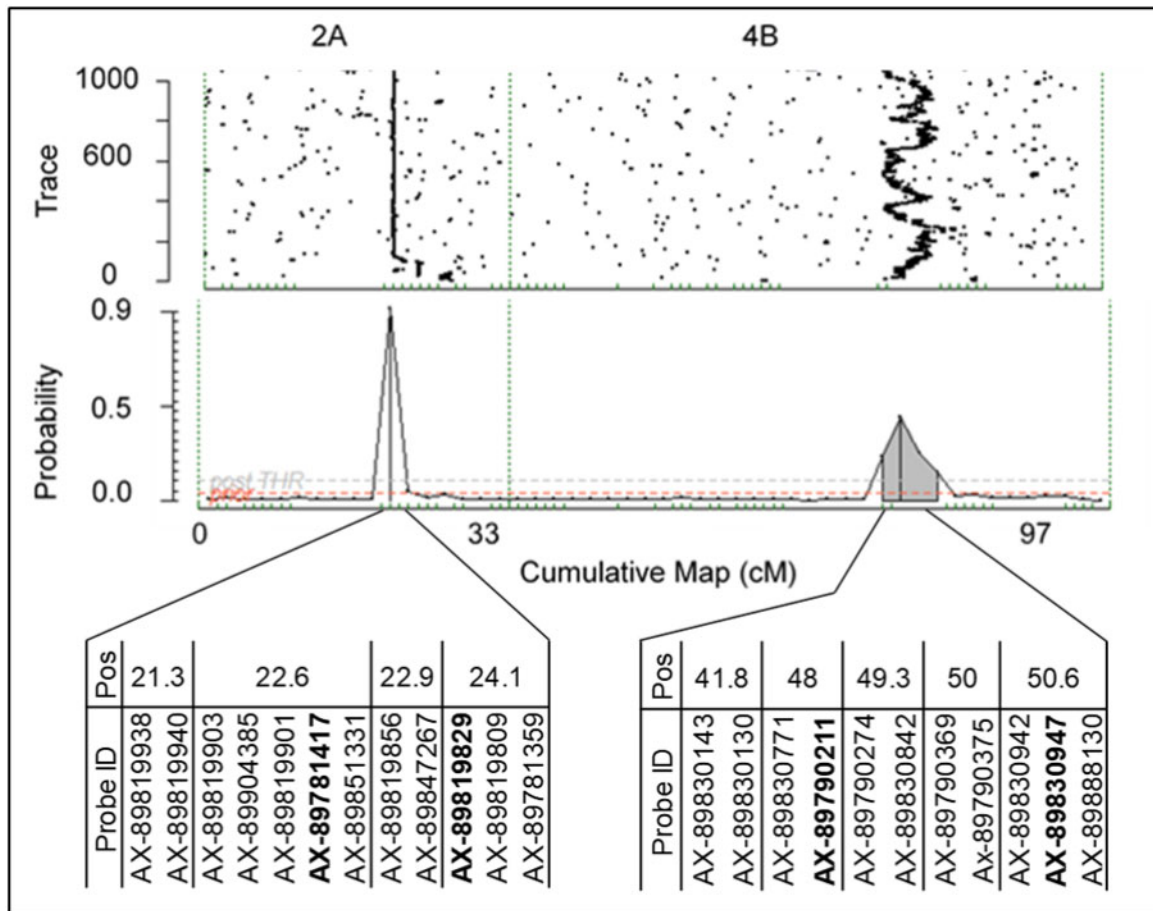 2A 4B
1000
600
0
Trace
0.9
0.5
0.0
Probability
post THR
prior
0 33 97
Cumulative Map (cM)
Pos 21.3 22.6 22.9 24.1
Probe ID
AX-89819938
AX-89819940
AX-89819903
AX-89904385
AX-89819901
AX-89781417
AX-89851331
AX-89819856
AX-89847267
AX-89819829
AX-89819809
AX-89781359
Pos 41.8 48 49.3 50 50.6
Probe ID
AX-89830143
AX-89830130
AX-89830771
AX-89790211
AX-89790274
AX-89830842
AX-89790369
Ax-89790375
AX-89830942
AX-89830947
AX-89888130